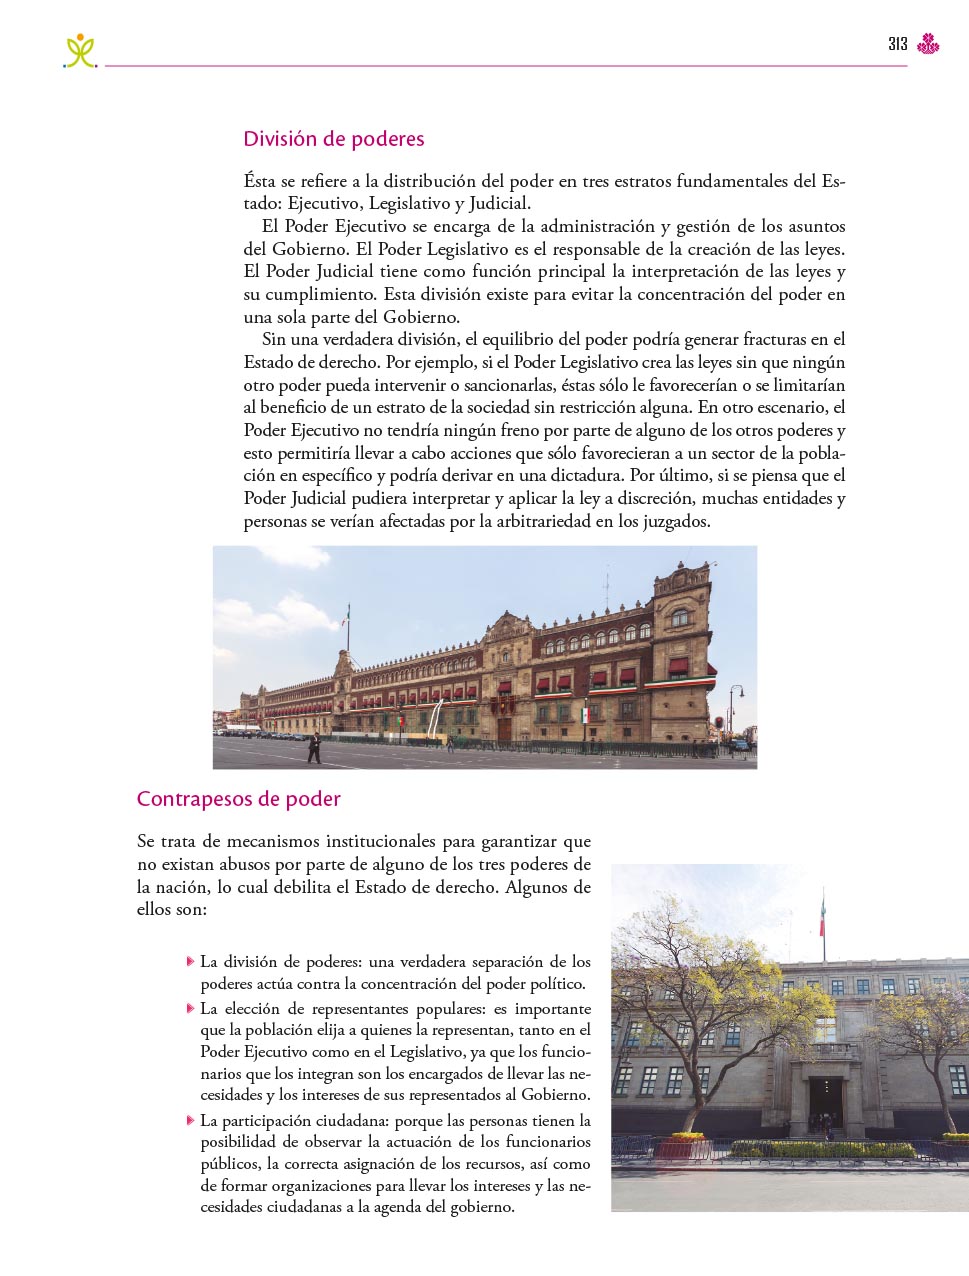 313
División de poderes
Ésta se refiere a la distribución del poder en tres estratos fundamentales del Es-
tado: Ejecutivo, Legislativo y Judicial.
El Poder Ejecutivo se encarga de la administración y gestión de los asuntos
del Gobierno. El Poder Legislativo es el responsable de la creación de las leyes.
El Poder Judicial tiene como función principal la interpretación de las leyes y
su cumplimiento. Esta división existe para evitar la concentración del poder en
una sola parte del Gobierno.
Sin una verdadera división, el equilibrio del poder podría generar fracturas en el
Estado de derecho. Por ejemplo, si el Poder Legislativo crea las leyes sin que ningún
otro poder pueda intervenir o sancionarlas, éstas sólo le favorecerían o se limitarían
al beneficio de un estrato de la sociedad sin restricción alguna. En otro escenario, el
Poder Ejecutivo no tendría ningún freno por parte de alguno de los otros poderes y
esto permitiría llevar a cabo acciones que sólo favorecieran a un sector de la pobla-
ción en específico y podría derivar en una dictadura. Por último, si se piensa que el
Poder Judicial pudiera interpretar y aplicar la ley a discreción, muchas entidades y
personas se verían afectadas por la arbitrariedad en los juzgados.
Contrapesos de poder
Se trata de mecanismos institucionales para garantizar que
no existan abusos por parte de alguno de los tres poderes de
la nación, lo cual debilita el Estado de derecho. Algunos de
ellos son:
La división de poderes: una verdadera separación de los
poderes actúa contra la concentración del poder político.
La elección de representantes populares: es importante
que la población elija a quienes la representan, tanto en el
Poder Ejecutivo como en el Legislativo, ya que los funcio-
narios que los integran son los encargados de llevar las ne-
cesidades y los intereses de sus representados al Gobierno.
La participación ciudadana: porque las personas tienen la
posibilidad de observar la actuación de los funcionarios
públicos, la correcta asignación de los recursos, así como
de formar organizaciones para llevar los intereses y las ne-
cesidades ciudadanas a la agenda del gobierno.